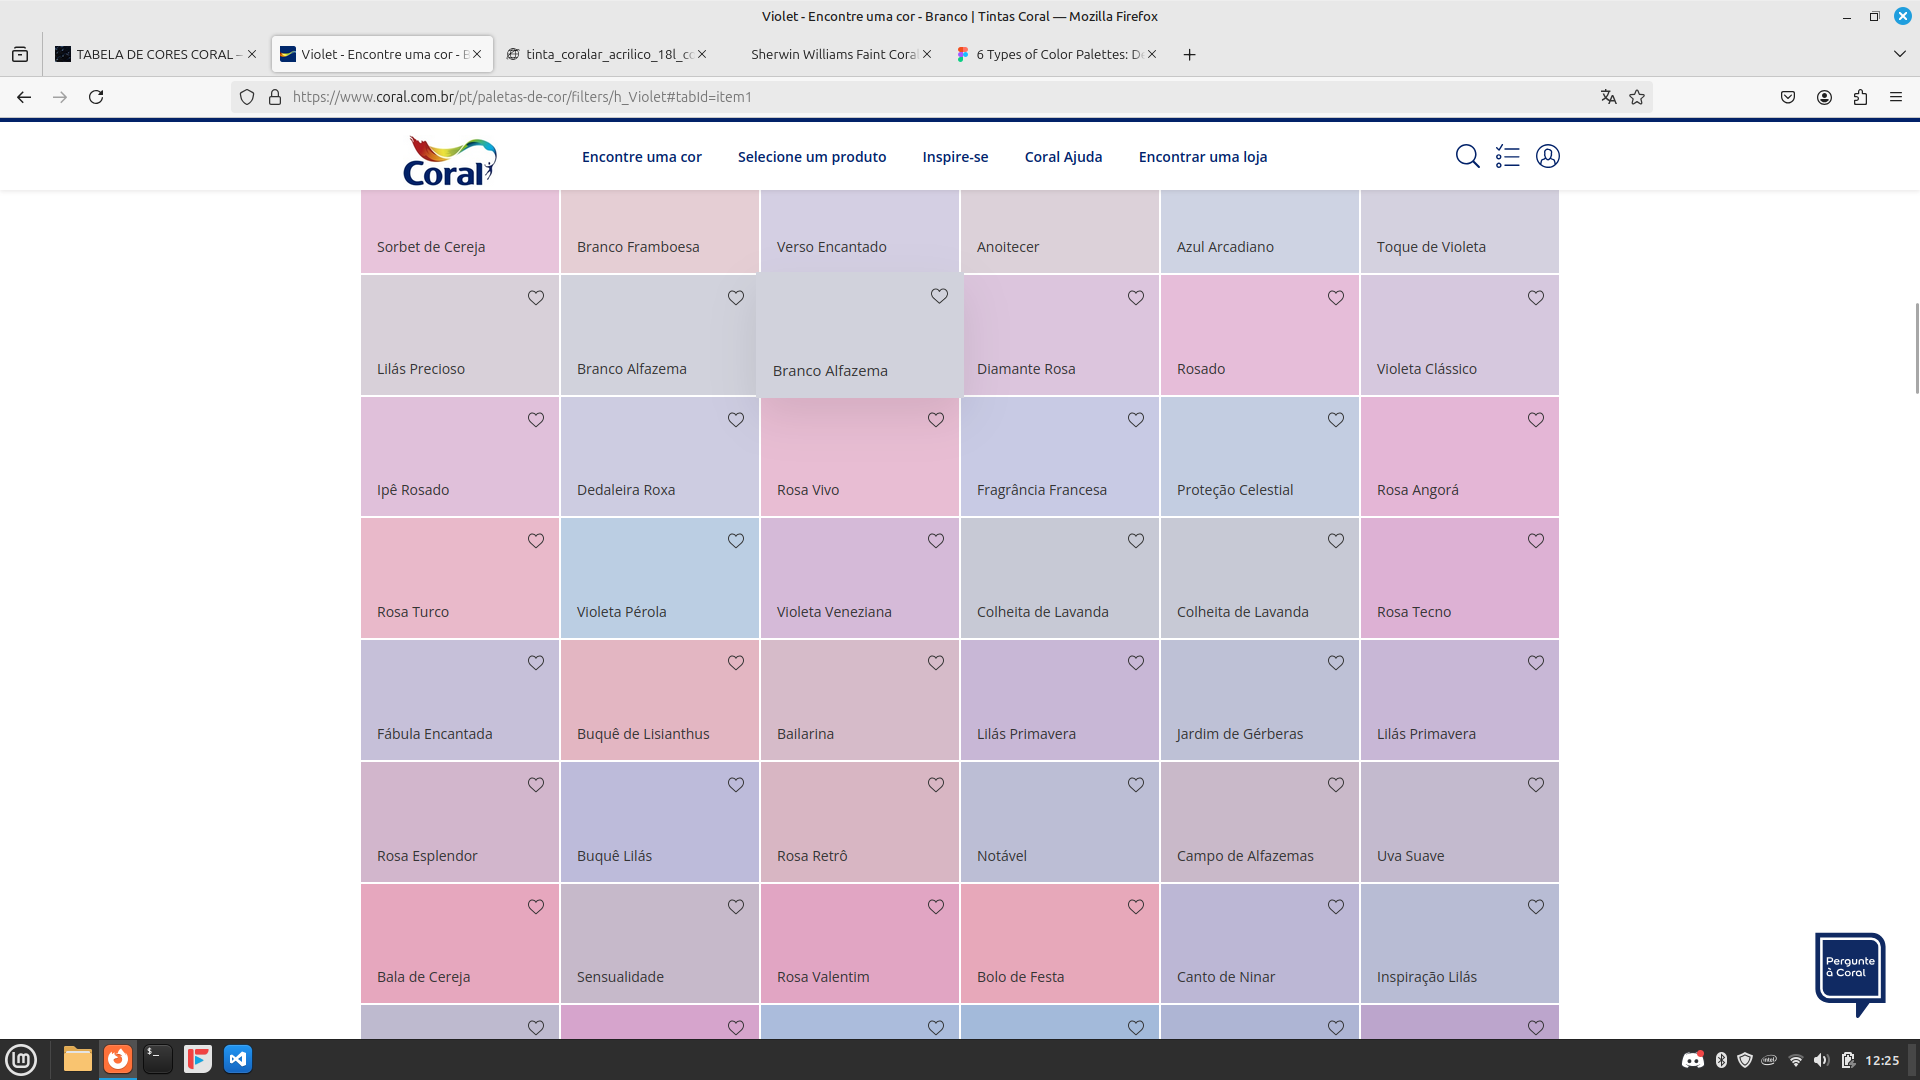 Violet - Encontre uma cor - Branco | Tintas Coral — Mozilla Firefox
TABELA DE CORES CORAL –
Violet - Encontre uma cor - B
tinta_coralar_acrilico_18l_cc
Sherwin Williams Faint Coral
6 Types of Color Palettes: De
https://www.coral.com.br/pt/paletas-de-cor/filters/h_Violet#tabId=item1
Coral
Encontre uma cor
Selecione um produto
Inspire-se
Coral Ajuda
Encontrar uma loja
Sorbet de Cereja
Branco Framboesa
Verso Encantado
Anoitecer
Azul Arcadiano
Toque de Violeta
Lilás Precioso
Branco Alfazema
Branco Alfazema
Diamante Rosa
Rosado
Violeta Clássico
Ipê Rosado
Dedaleira Roxa
Rosa Vivo
Fragrância Francesa
Proteção Celestial
Rosa Angorá
Rosa Turco
Violeta Pérola
Violeta Veneziana
Colheita de Lavanda
Colheita de Lavanda
Rosa Tecno
Fábula Encantada
Buquê de Lisianthus
Bailarina
Lilás Primavera
Jardim de Gérberas
Lilás Primavera
Rosa Esplendor
Buquê Lilás
Rosa Retrô
Notável
Campo de Alfazemas
Uva Suave
Bala de Cereja
Sensualidade
Rosa Valentim
Bolo de Festa
Canto de Ninar
Inspiração Lilás
Pergunte
à Coral
12:25